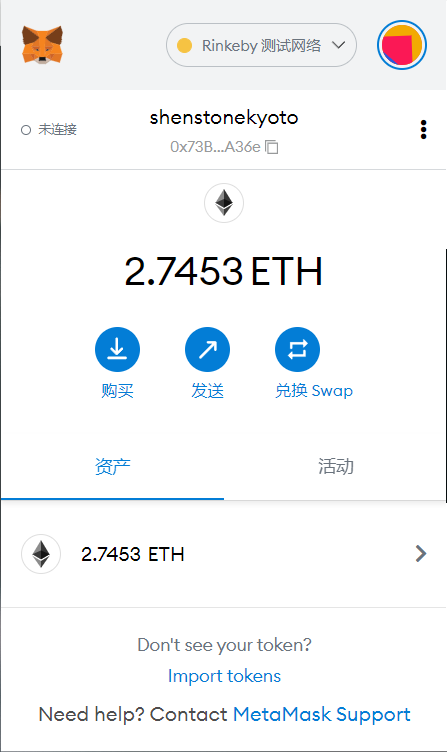 Rinkeby 测试网络
未连接
shenstonekyoto
0x73B...A36e
2.7453 ETH
购买
发送
兑换 Swap
资产
活动
2.7453 ETH
Don't see your token?
Import tokens
Need help? Contact MetaMask Support